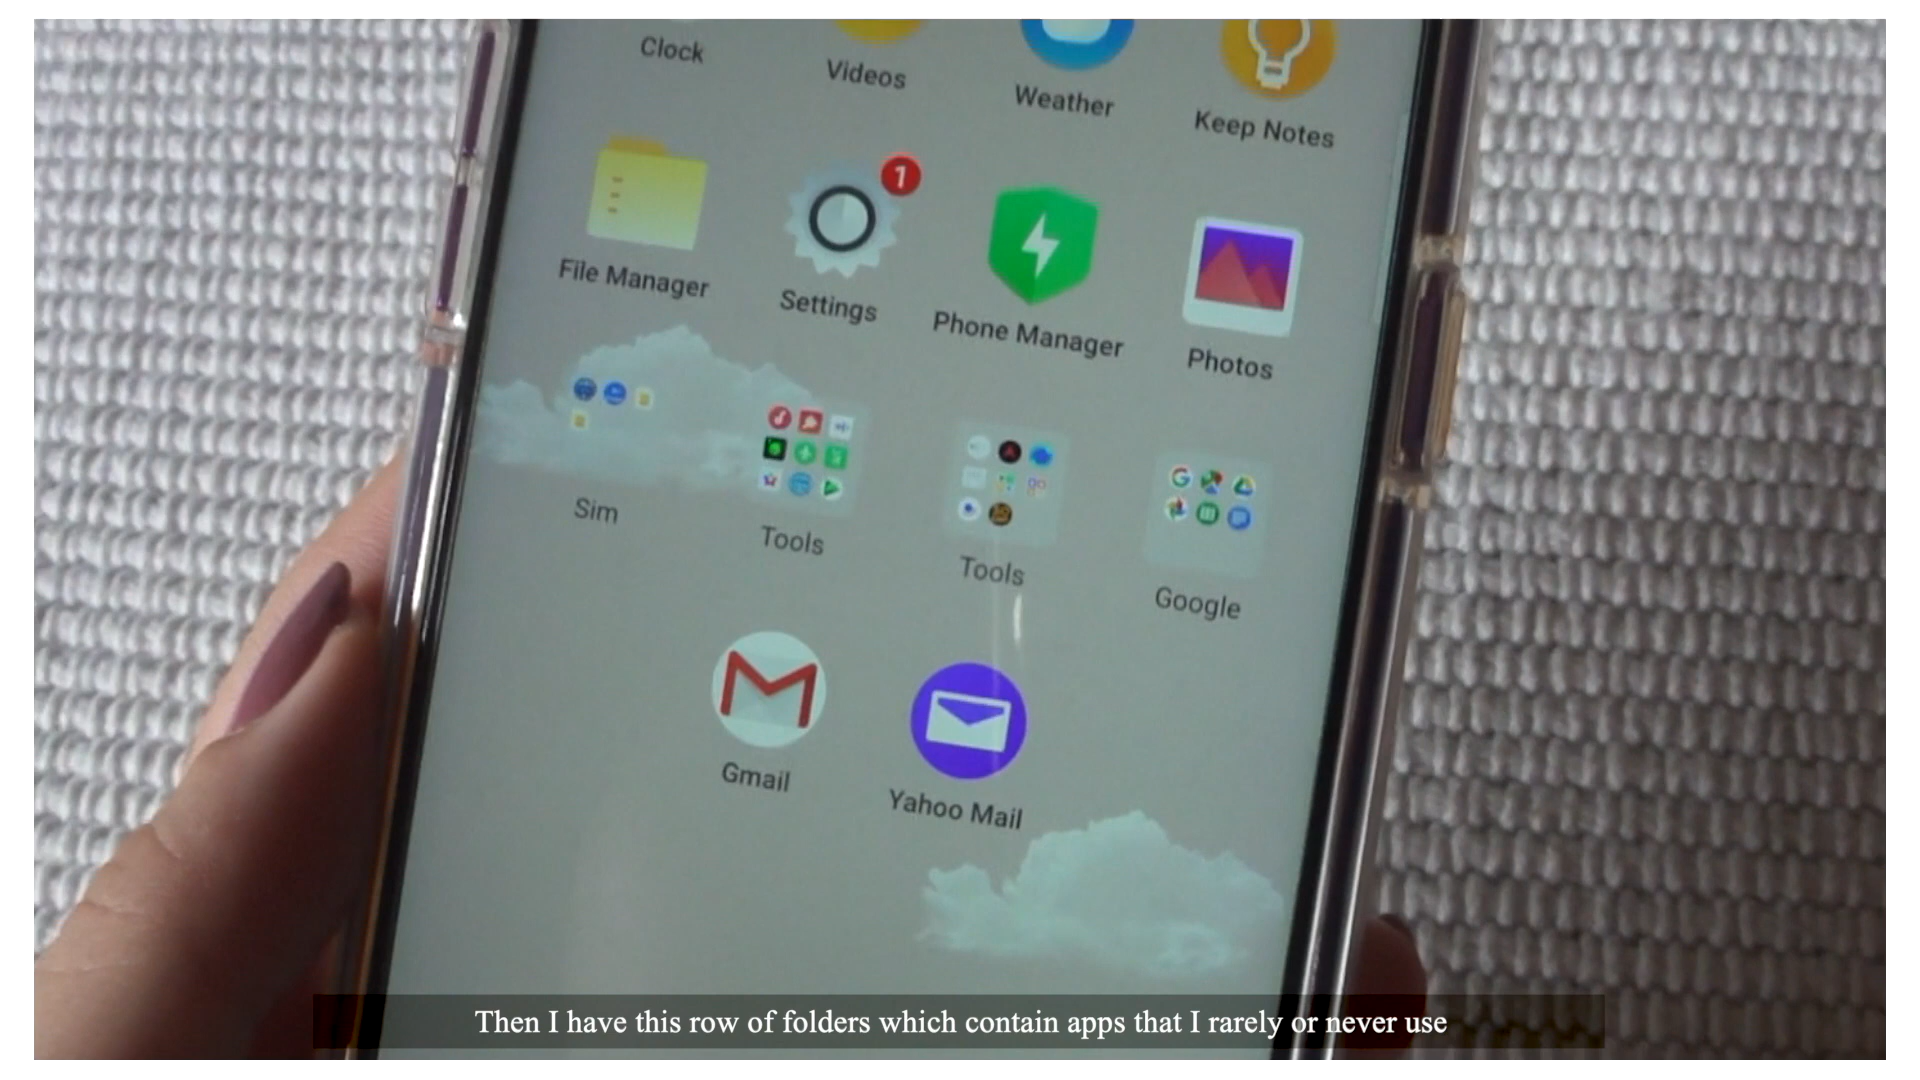 Clock
Videos
Weather
Keep Notes
1
File Manager
Settings
Phone Manager
Photos
Sim
Tools
Tools
Google
Gmail
Yahoo Mail
Then I have this row of folders which contain apps that I rarely or never use